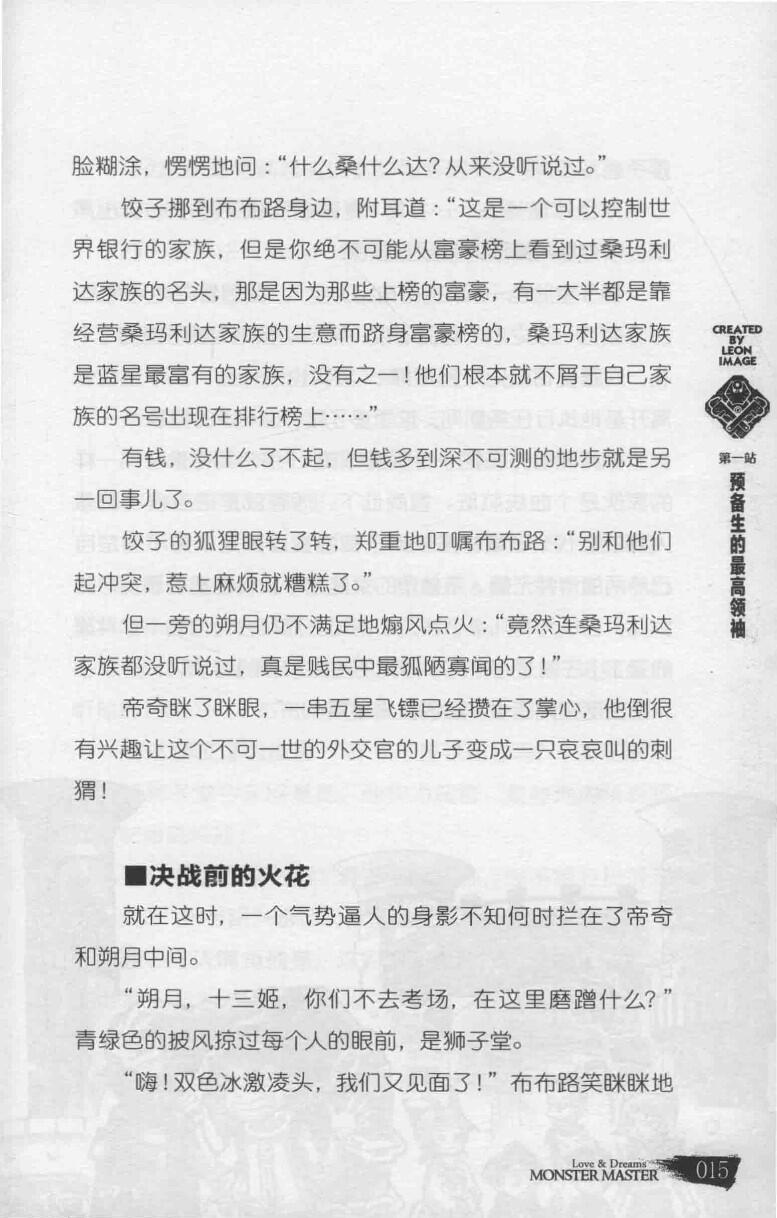 脸糊涂，愣愣地问：“什么桑什么达？从来没听说过。”
饺子挪到布布路身边，附耳道：“这是一个可以控制世
界银行的家族，但是你绝不可能从富豪榜上看到过桑玛利
达家族的名头，那是因为那些上榜的富豪，有一大半都是靠
经营桑玛利达家族的生意而跻身富豪榜的，桑玛利达家族
是蓝星最富有的家族，没有之一！他们根本就不屑于自己家
族的名号出现在排行榜上……”
有钱，没什么了不起，但钱多到深不可测的地步就是另
一回事儿了。
饺子的狐狸眼转了转，郑重地叮嘱布布路：“别和他们
起冲突，惹上麻烦就糟糕了。”
但一旁的朔月仍不满足地煽风点火：“竟然连桑玛利达
家族都没听说过，真是贱民中最孤陋寡闻的了！”
帝奇眯了眯眼，一串五星飞镖已经攒在了掌心，他倒很
有兴趣让这个不可一世的外交官的儿子变成一只哀哀叫的刺
猬！
■决战前的火花
就在这时，一个气势逼人的身影不知何时拦在了帝奇
和朔月中间。
“朔月，十三姬，你们不去考场，在这里磨蹭什么？”
青绿色的披风掠过每个人的眼前，是狮子堂。
“嗨！双色冰激凌头，我们又见面了！”布布路笑眯眯地
CREATED
BY
LEON
IMAGE
第一站
预备生的最高领袖
Love & Dreams
MONSTER MASTER
015